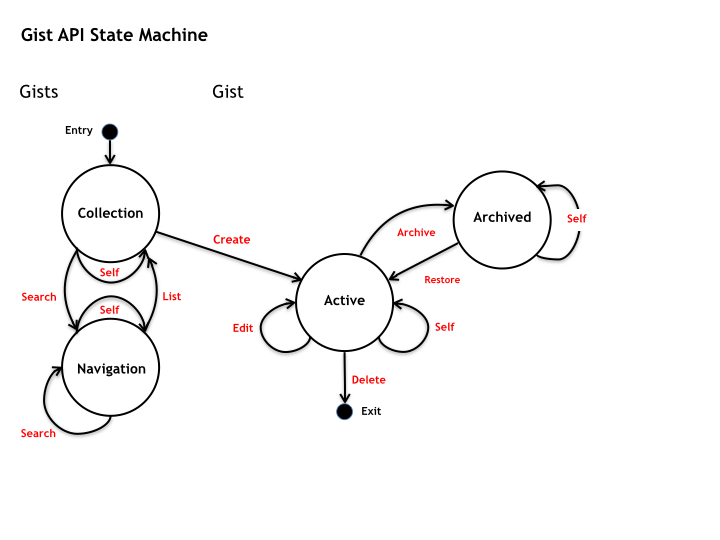 Gist API State Machine
Gists
Gist
Entry
Collection
Archived
Self
Create
Archive
Self
Restore
Search
List
Active
Self
Edit
Self
Navigation
Delete
Exit
Search